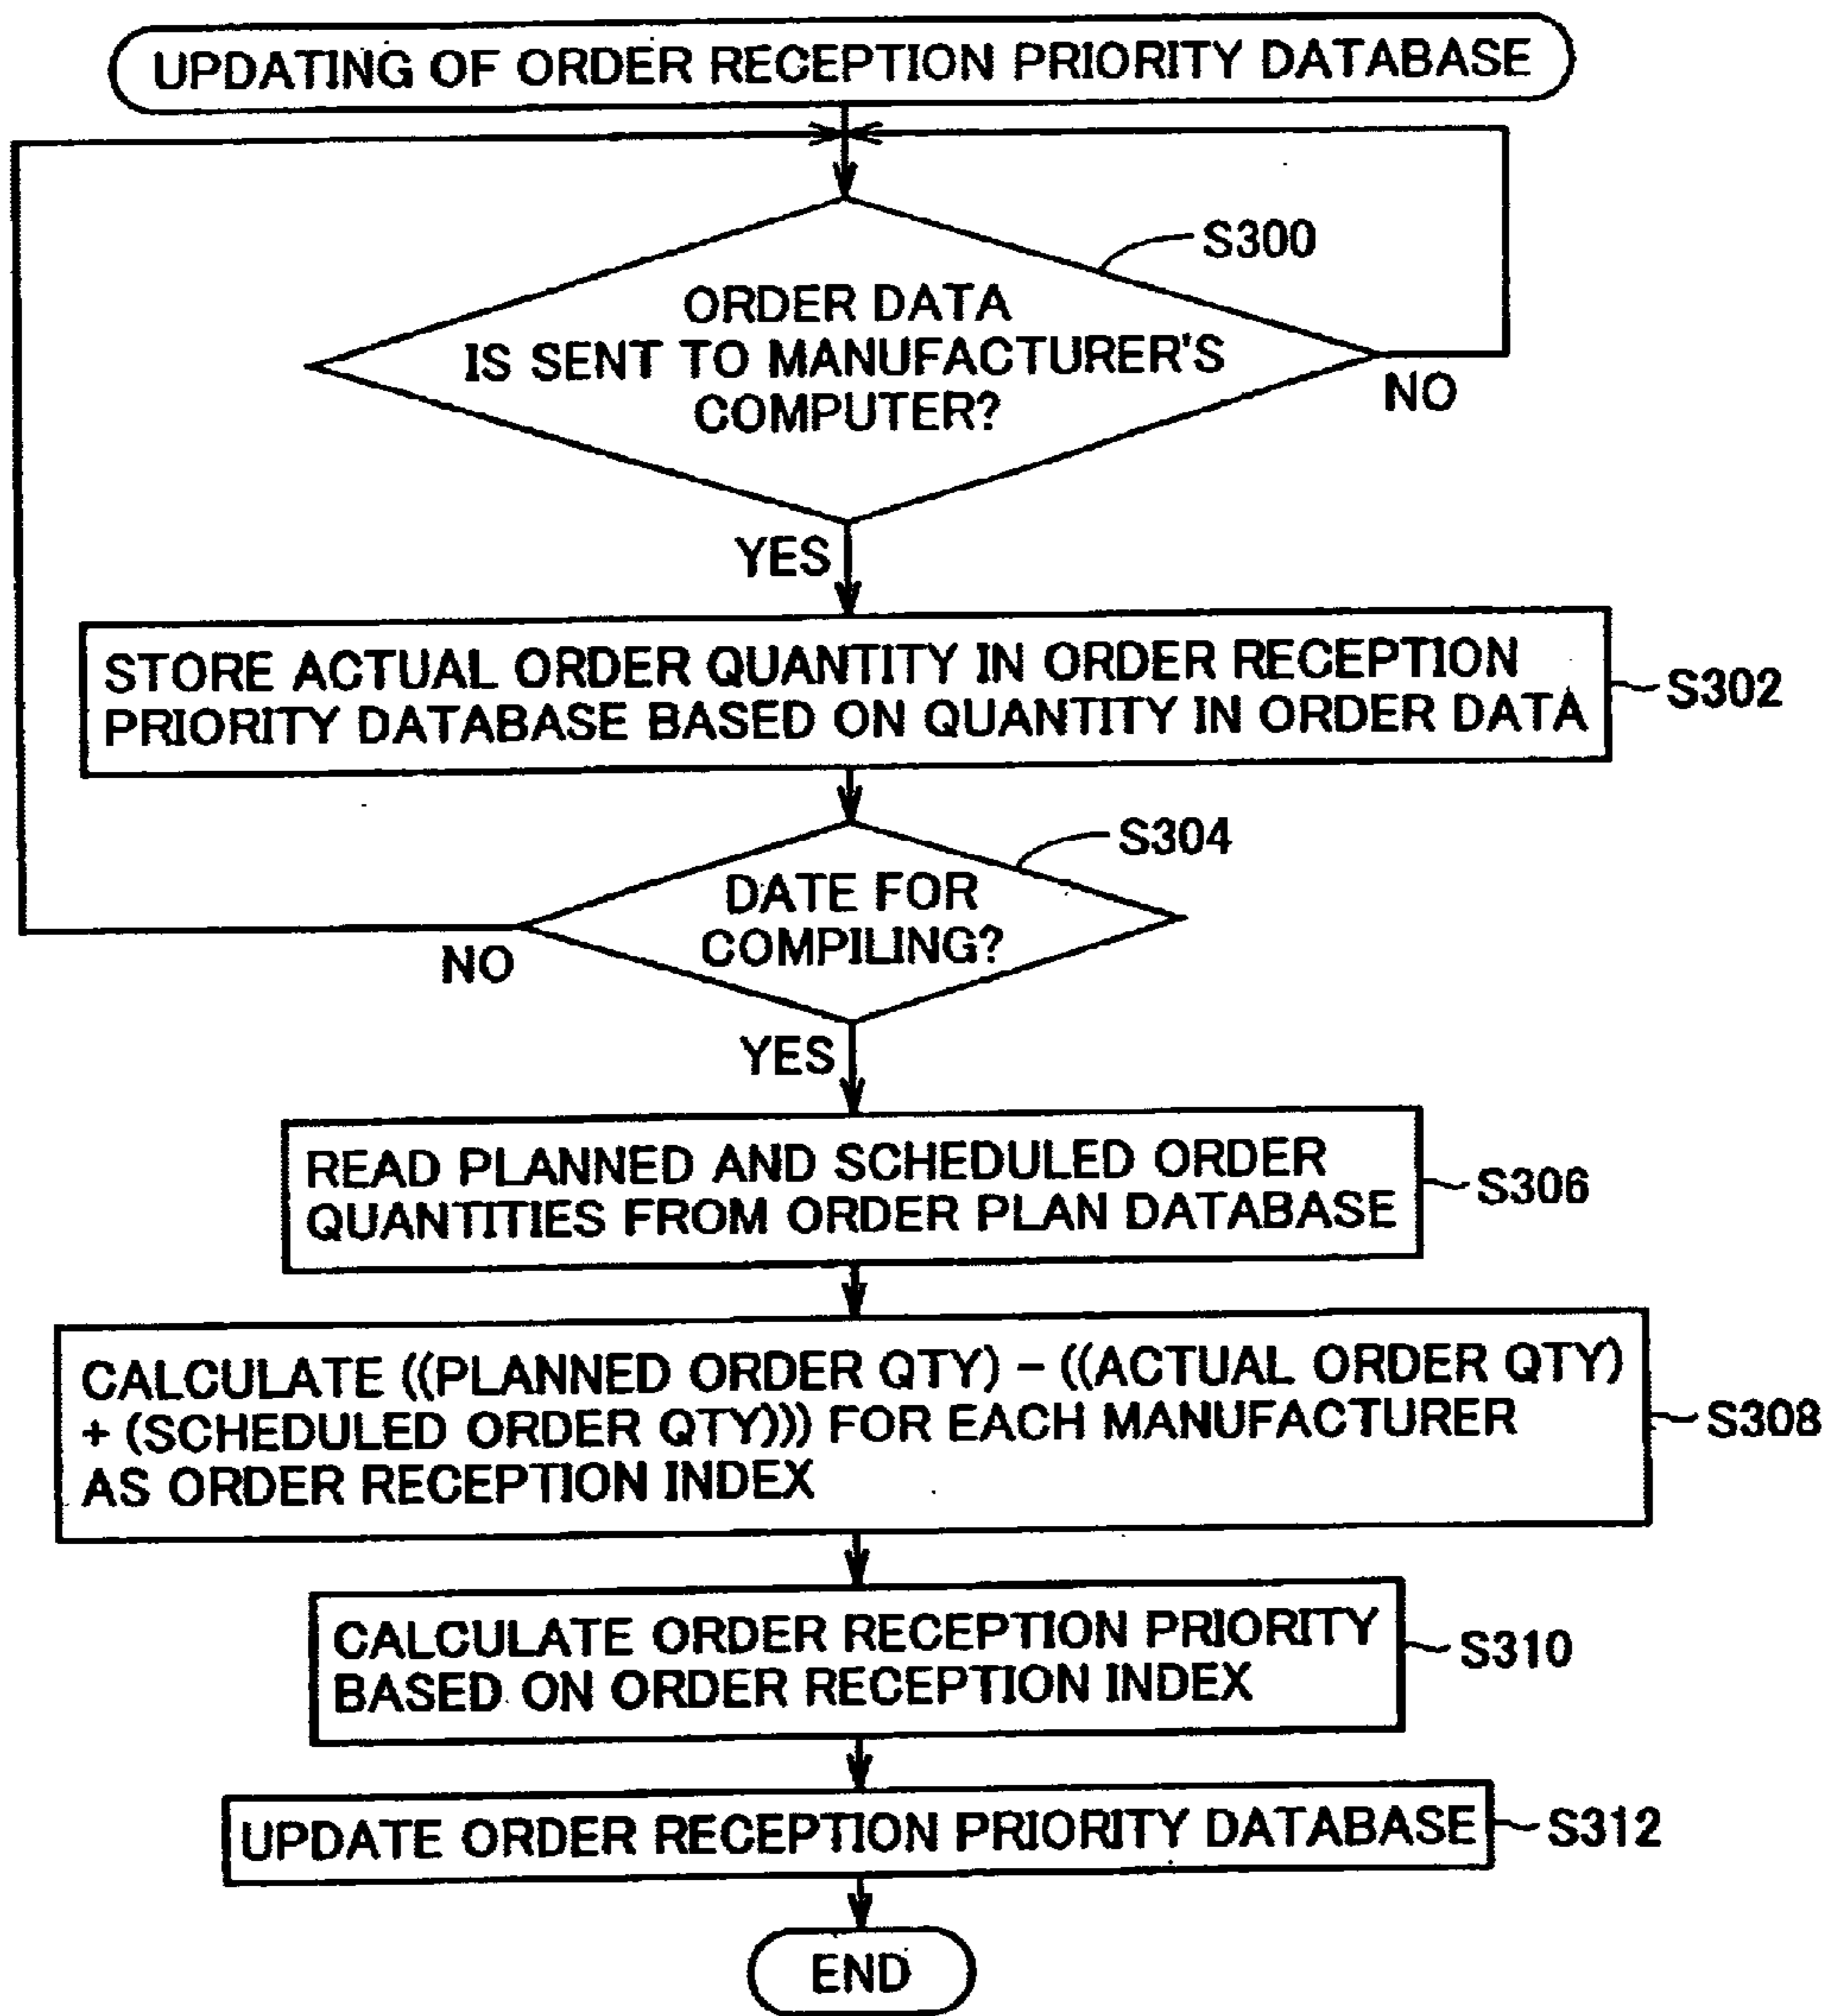 UPDATING OF ORDER RECEPTION PRIORITY DATABASE
S300
ORDER DATA
IS SENT TO MANUFACTURER'S
COMPUTER?
NO
YES
STORE ACTUAL ORDER QUANTITY IN ORDER RECEPTION
PRIORITY DATABASE BASED ON QUANTITY IN ORDER DATA
S302
S304
DATE FOR
COMPILING?
NO
YES
READ PLANNED AND SCHEDULED ORDER
QUANTITIES FROM ORDER PLAN DATABASE
S306
CALCULATE ((PLANNED ORDER QTY) – ((ACTUAL ORDER QTY)
+ (SCHEDULED ORDER QTY))) FOR EACH MANUFACTURER
AS ORDER RECEPTION INDEX
S308
CALCULATE ORDER RECEPTION PRIORITY
BASED ON ORDER RECEPTION INDEX
S310
UPDATE ORDER RECEPTION PRIORITY DATABASE
S312
END